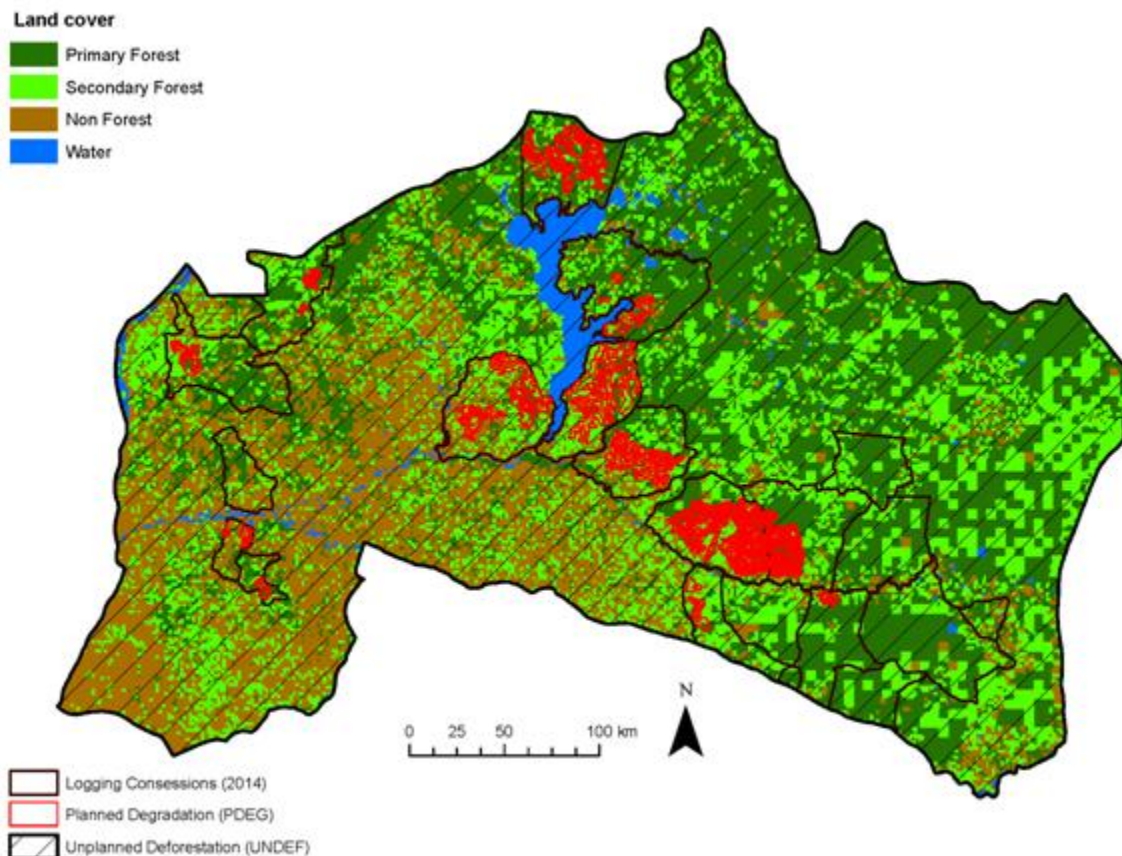 Land cover
Primary Forest
Secondary Forest
Non Forest
Water
N
0 25 50 100 km
Logging Consessions (2014)
Planned Degradation (PDEG)
Unplanned Deforestation (UNDEF)